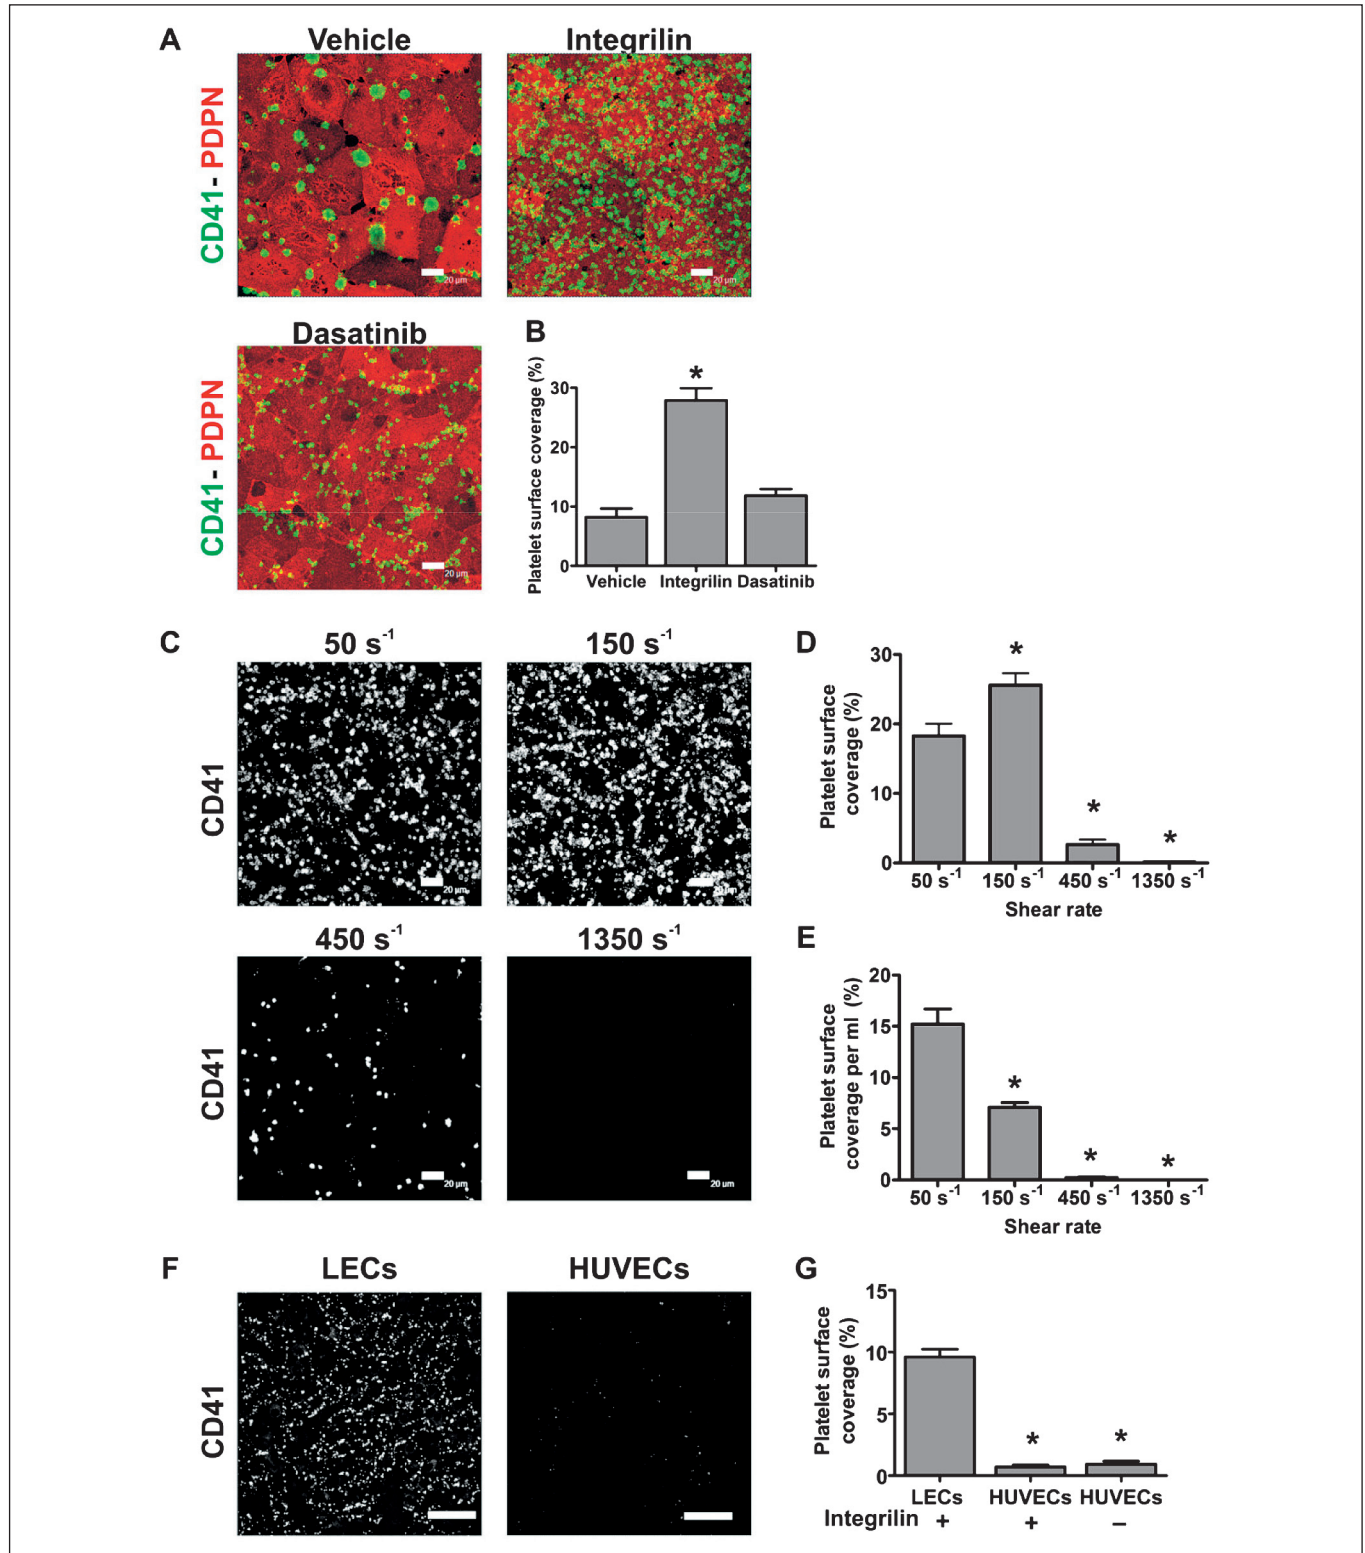 A
Vehicle
Integrilin
CD41 - PDPN
20 µm
20 µm
Dasatinib
CD41 - PDPN
20 µm
B
Platelet surface coverage (%)
30
20
10
0
*
Vehicle Integrilin Dasatinib
C
50 s-1
150 s-1
CD41
20 µm
20 µm
450 s-1
1350 s-1
CD41
20 µm
20 µm
D
Platelet surface
coverage (%)
30
20
10
0
*
*
*
50 s-1 150 s-1 450 s-1 1350 s-1
Shear rate
E
Platelet surface
coverage per ml (%)
20
15
10
5
0
*
*
*
50 s-1 150 s-1 450 s-1 1350 s-1
Shear rate
F
LECs
HUVECs
CD41
G
Platelet surface
coverage (%)
15
10
5
0
*
*
LECs HUVECs HUVECs
Integrilin + + –